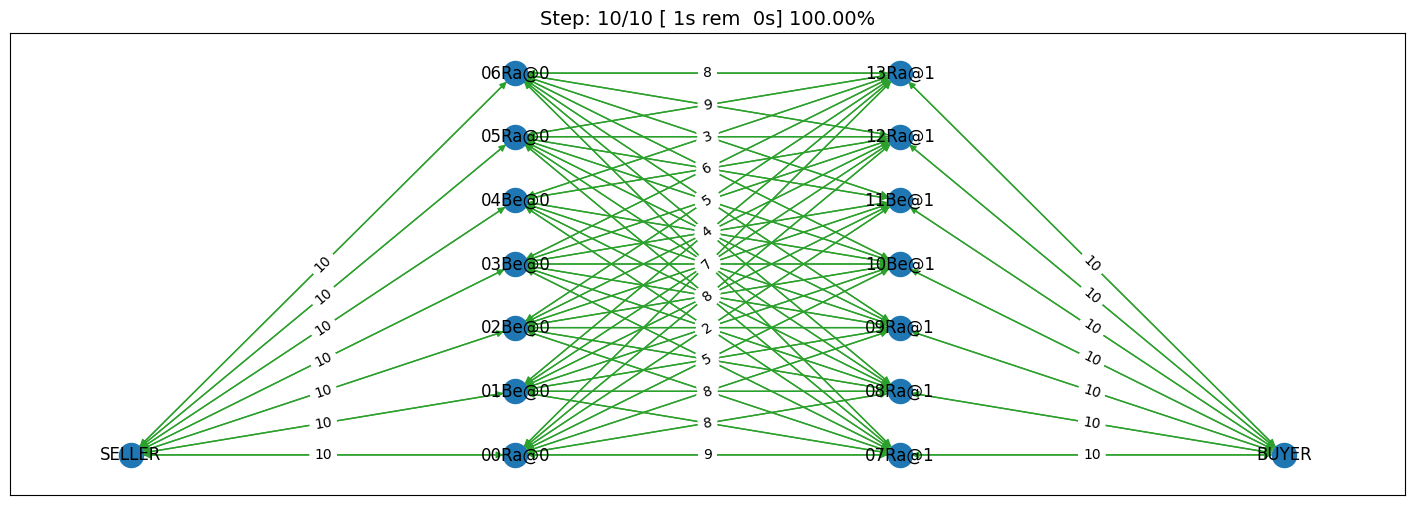 Step: 10/10 [ 1s rem  0s] 100.00%
06Ra@0 8 13Ra@1
9
05Ra@0 3 12Ra@1
6
04Be@0 5 11Be@1
4
10 03Be@0 7 10Be@1 10
10 8 10
10 02Be@0 2 09Ra@1 10
10 5 10
10 01Be@0 8 08Ra@1 10
10 8 10
SELLER 10 00Ra@0 9 07Ra@1 10 BUYER